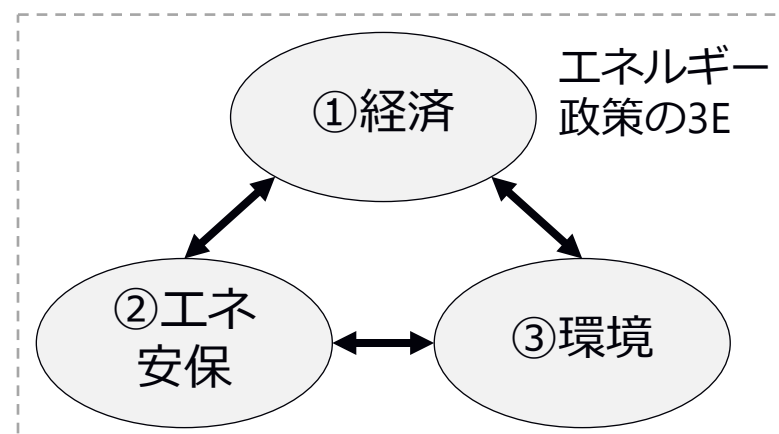 ①経済
エネルギー
政策の3E
②エネ
安保
③環境